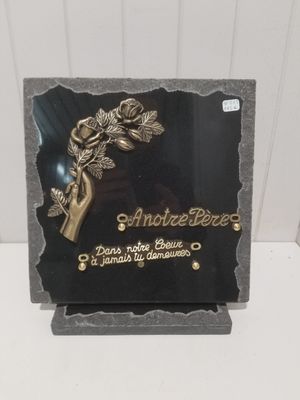 A notre Père
Dans notre Coeur
à jamais tu demeures